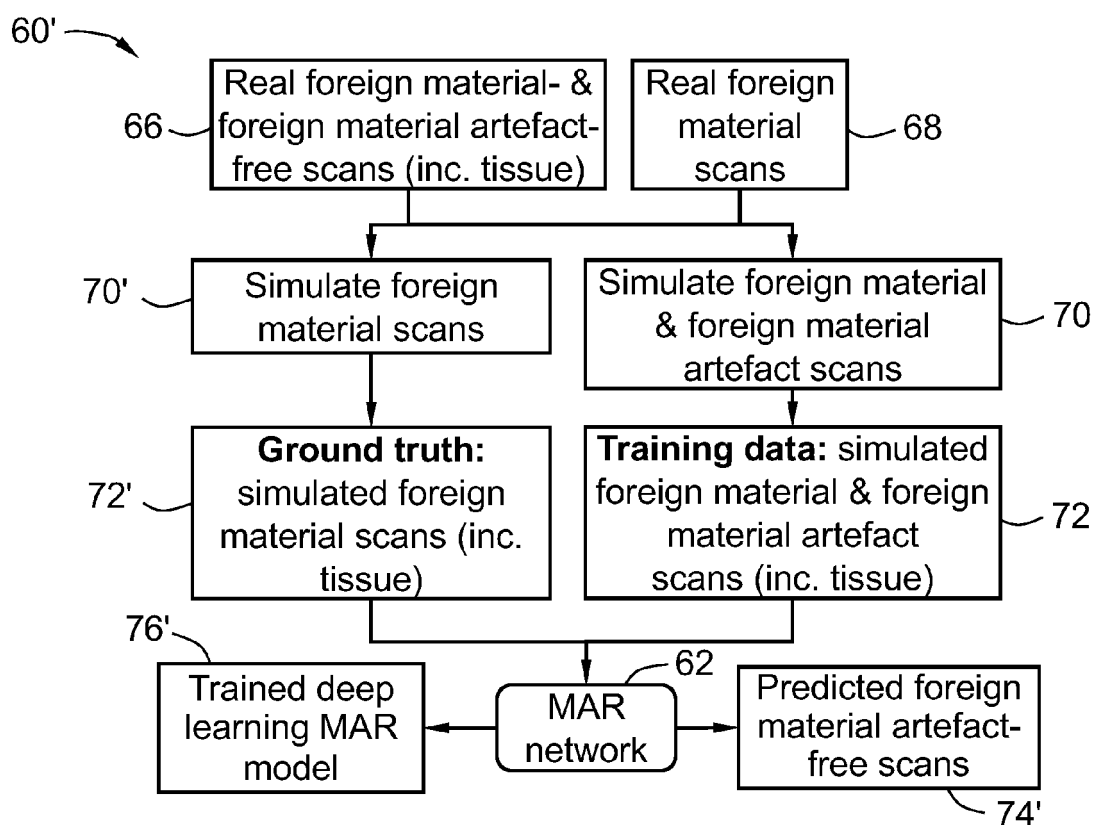 60'
Real foreign material- &
foreign material artefact-
free scans (inc. tissue)
66
Real foreign
material
scans
68
70'
Simulate foreign
material scans
Simulate foreign material
& foreign material
artefact scans
70
Ground truth:
simulated foreign
material scans (inc.
tissue)
72'
Training data: simulated
foreign material & foreign
material artefact
scans (inc. tissue)
72
76'
Trained deep
learning MAR
model
62
MAR
network
Predicted foreign
material artefact-
free scans
74'